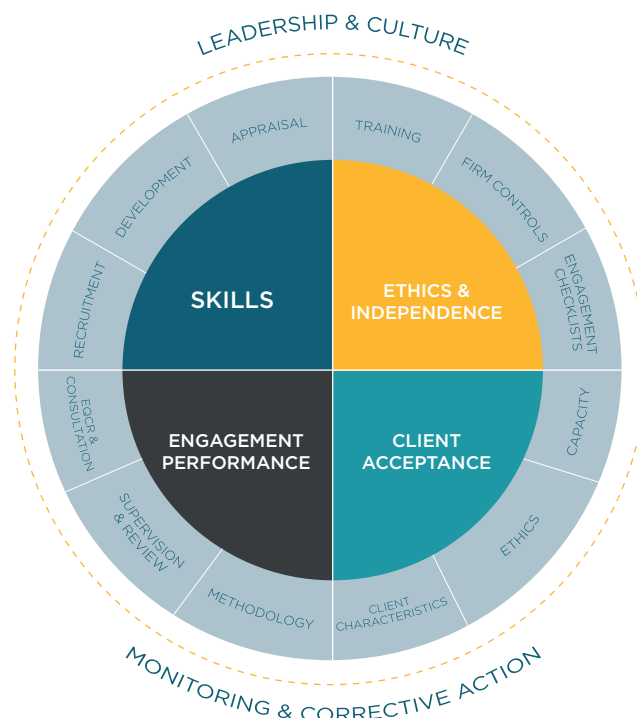 LEADERSHIP & CULTURE
APPRAISAL
TRAINING
DEVELOPMENT
FIRM CONTROLS
RECRUITMENT
ENGAGEMENT
CHECKLISTS
SKILLS
ETHICS &
INDEPENDENCE
EQCR &
CONSULTATION
CAPACITY
ENGAGEMENT
PERFORMANCE
CLIENT
ACCEPTANCE
SUPERVISION
& REVIEW
ETHICS
METHODOLOGY
CLIENT
CHARACTERISTICS
MONITORING & CORRECTIVE ACTION